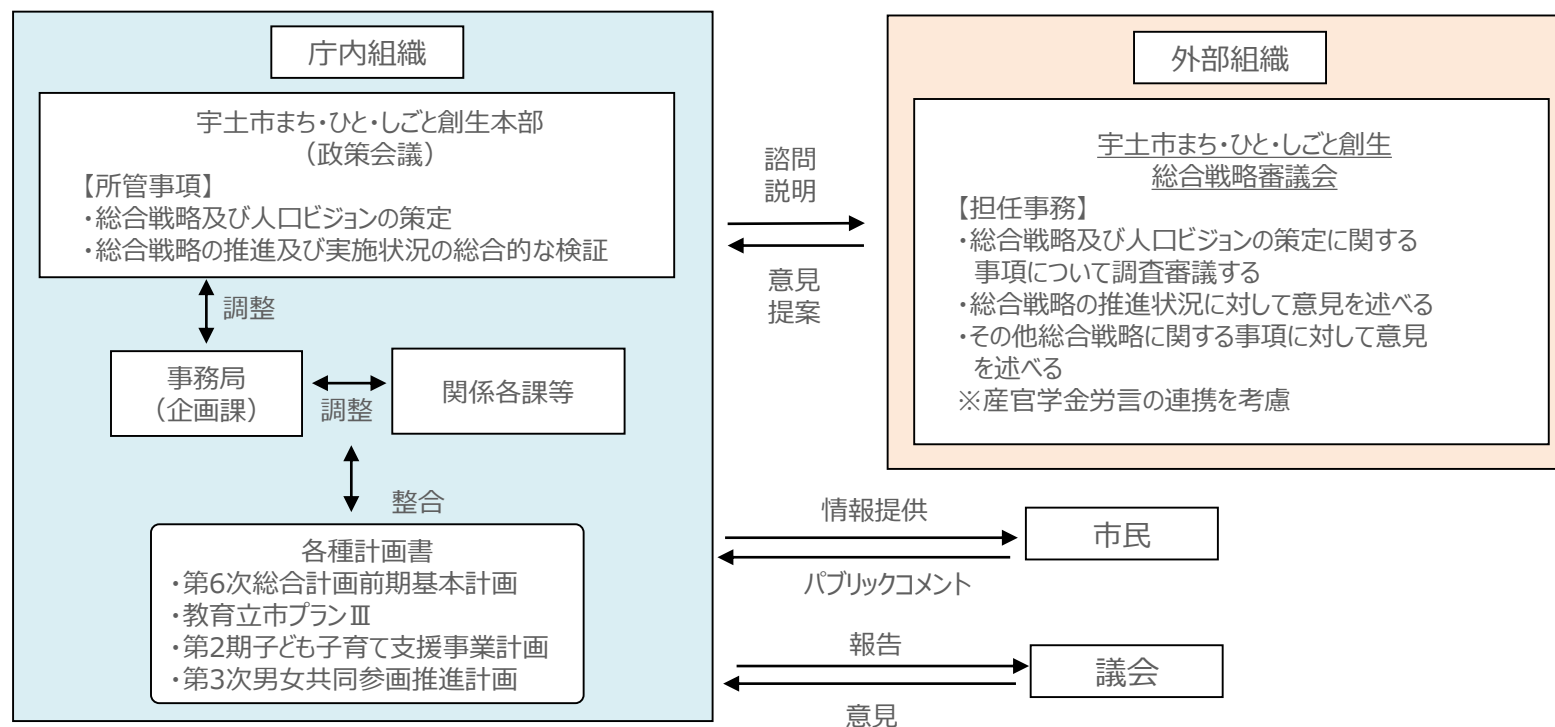 庁内組織
宇土市まち・ひと・しごと創生本部
（政策会議）
【所管事項】
・総合戦略及び人口ビジョンの策定
・総合戦略の推進及び実施状況の総合的な検証
調整
事務局
（企画課）
調整
関係各課等
整合
各種計画書
・第6次総合計画前期基本計画
・教育立市プランⅢ
・第2期子ども子育て支援事業計画
・第3次男女共同参画推進計画
諮問
説明
意見
提案
外部組織
宇土市まち・ひと・しごと創生
総合戦略審議会
【担任事務】
・総合戦略及び人口ビジョンの策定に関する
事項について調査審議する
・総合戦略の推進状況に対して意見を述べる
・その他総合戦略に関する事項に対して意見
を述べる
※産官学金労言の連携を考慮
情報提供
市民
パブリックコメント
報告
議会
意見